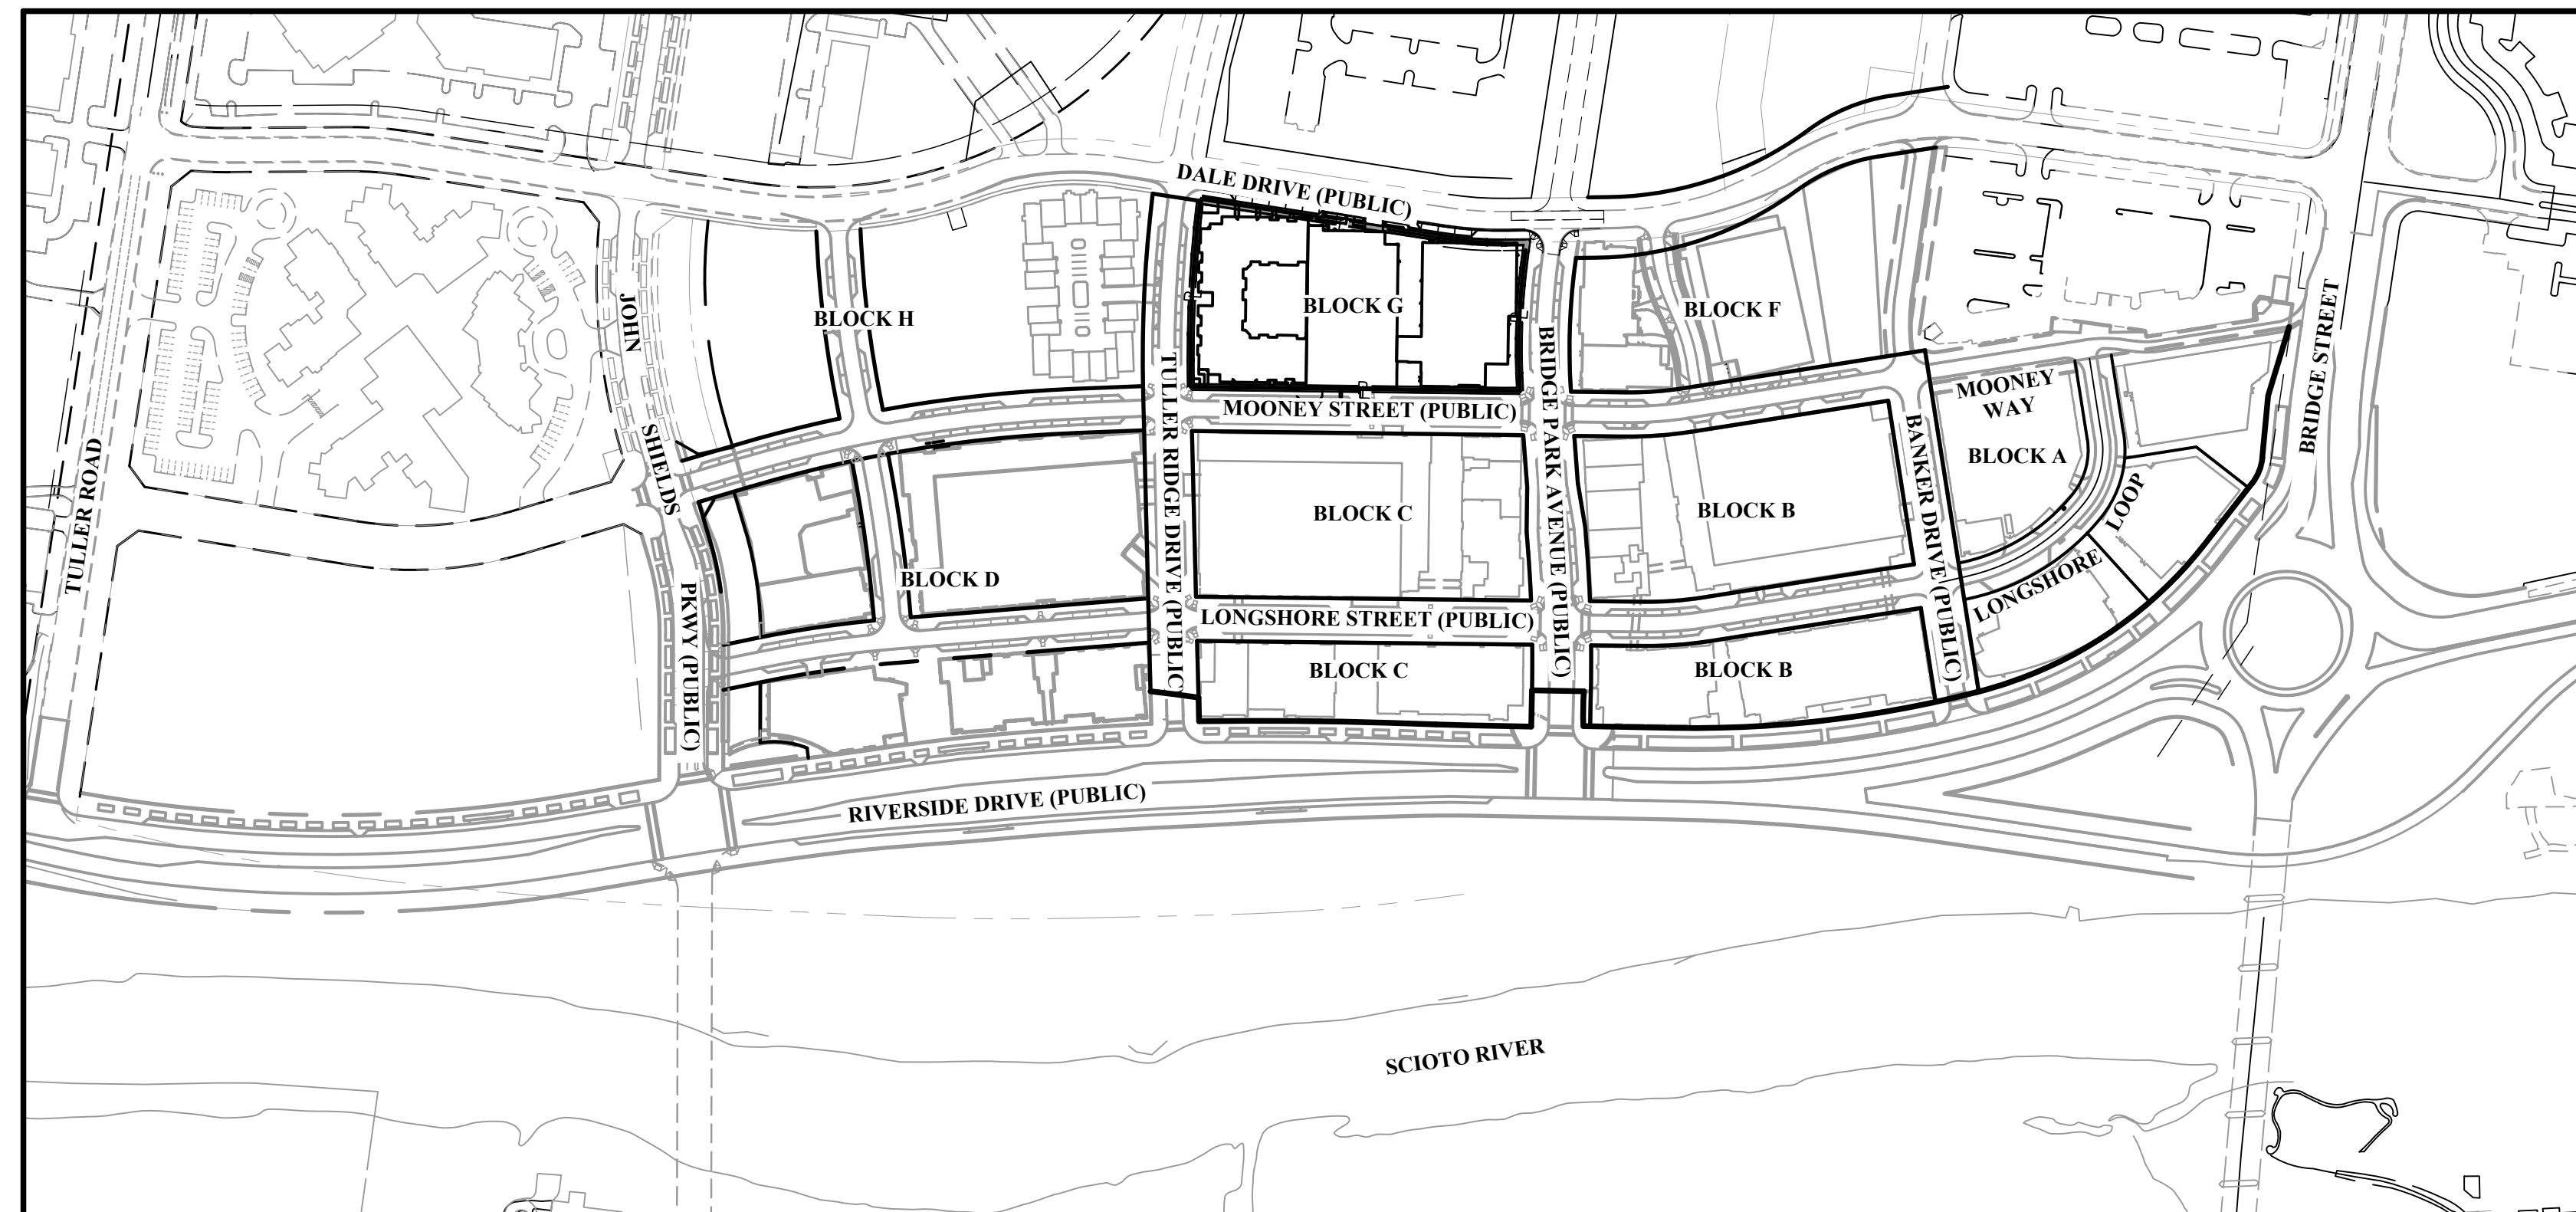 DALE DRIVE (PUBLIC)
BLOCK H
BLOCK G
BLOCK F
JOHN
SHIELDS
PKWY (PUBLIC)
TULLER ROAD
TULLER RIDGE DRIVE (PUBLIC)
MOONEY STREET (PUBLIC)
BRIDGE PARK AVENUE (PUBLIC)
BANKER DRIVE (PUBLIC)
MOONEY
WAY
BLOCK A
BRIDGE STREET
LONGSHORE
LOOP
BLOCK D
BLOCK C
BLOCK B
LONGSHORE STREET (PUBLIC)
BLOCK C
BLOCK B
RIVERSIDE DRIVE (PUBLIC)
SCIOTO RIVER